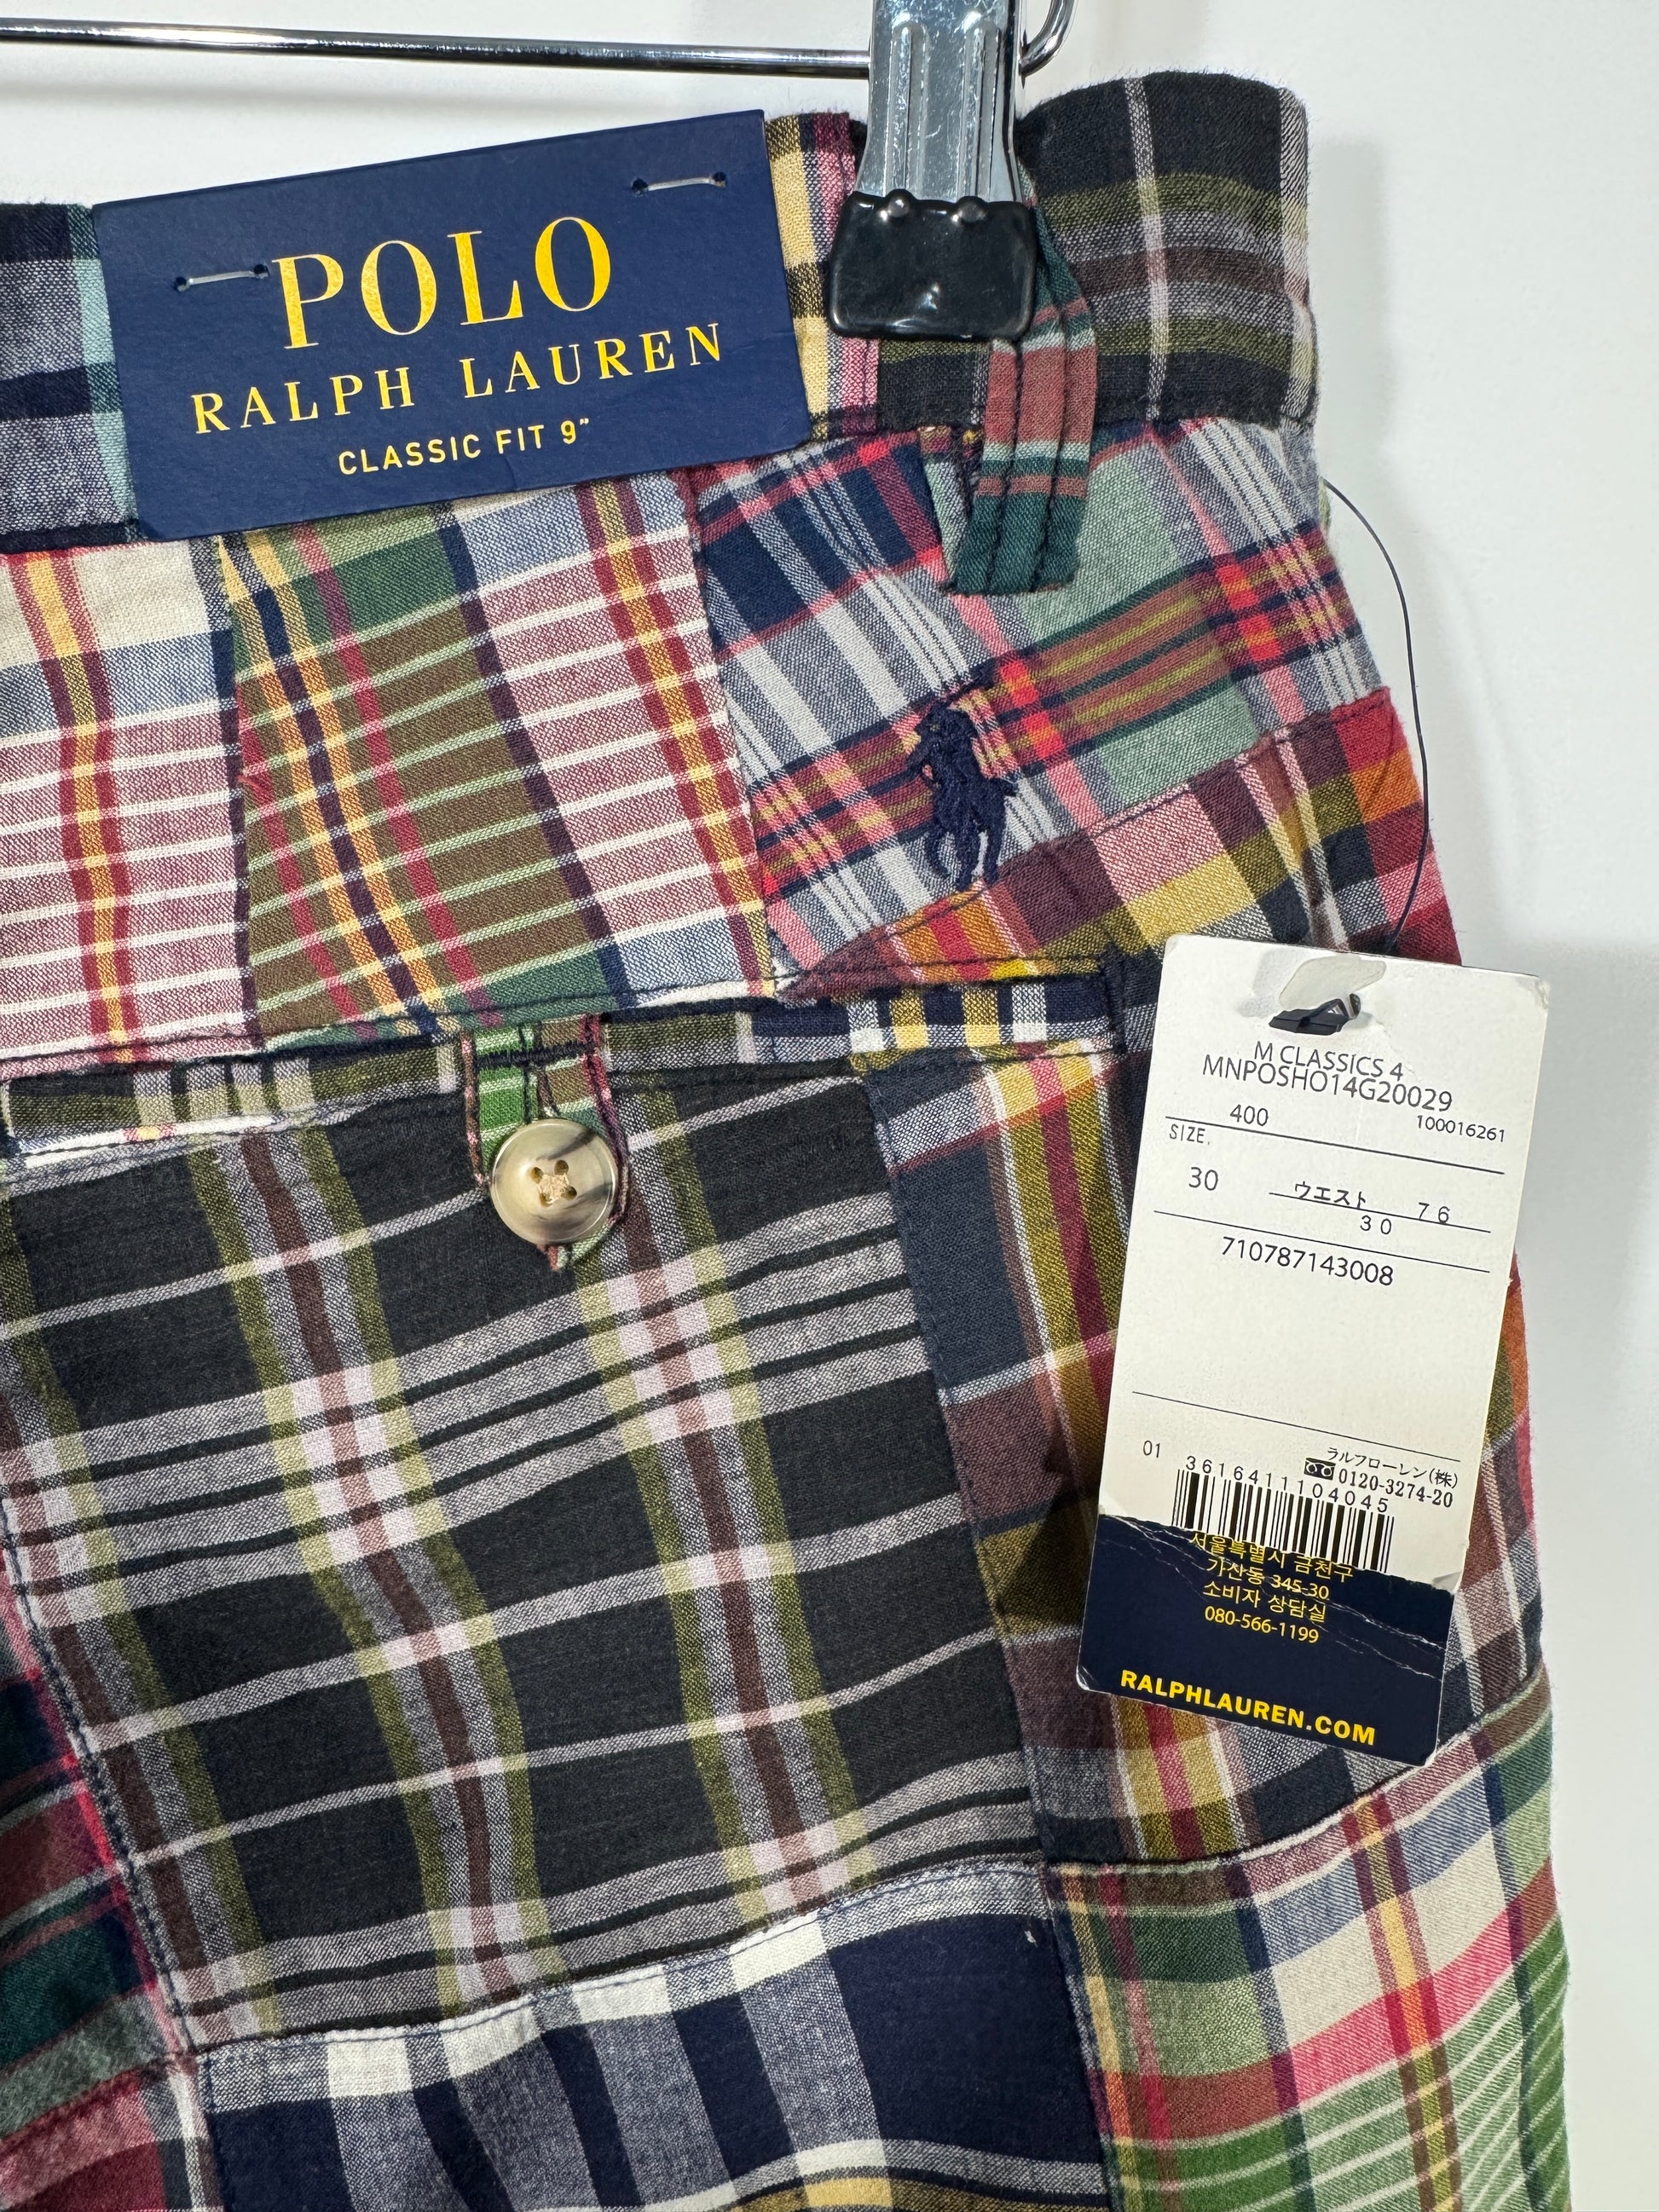 POLO
RALPH LAUREN
CLASSIC FIT 9"
M CLASSICS 4
MNPOSHO14G20029
400
100016261
SIZE.
30
ウエスト 76
30
710787143008
01
ラルフローレン(株)
0120-3274-20
3616411104045
서울특별시 금천구
가산동 345-30
소비자 상담실
080-566-1199
RALPHLAUREN.COM